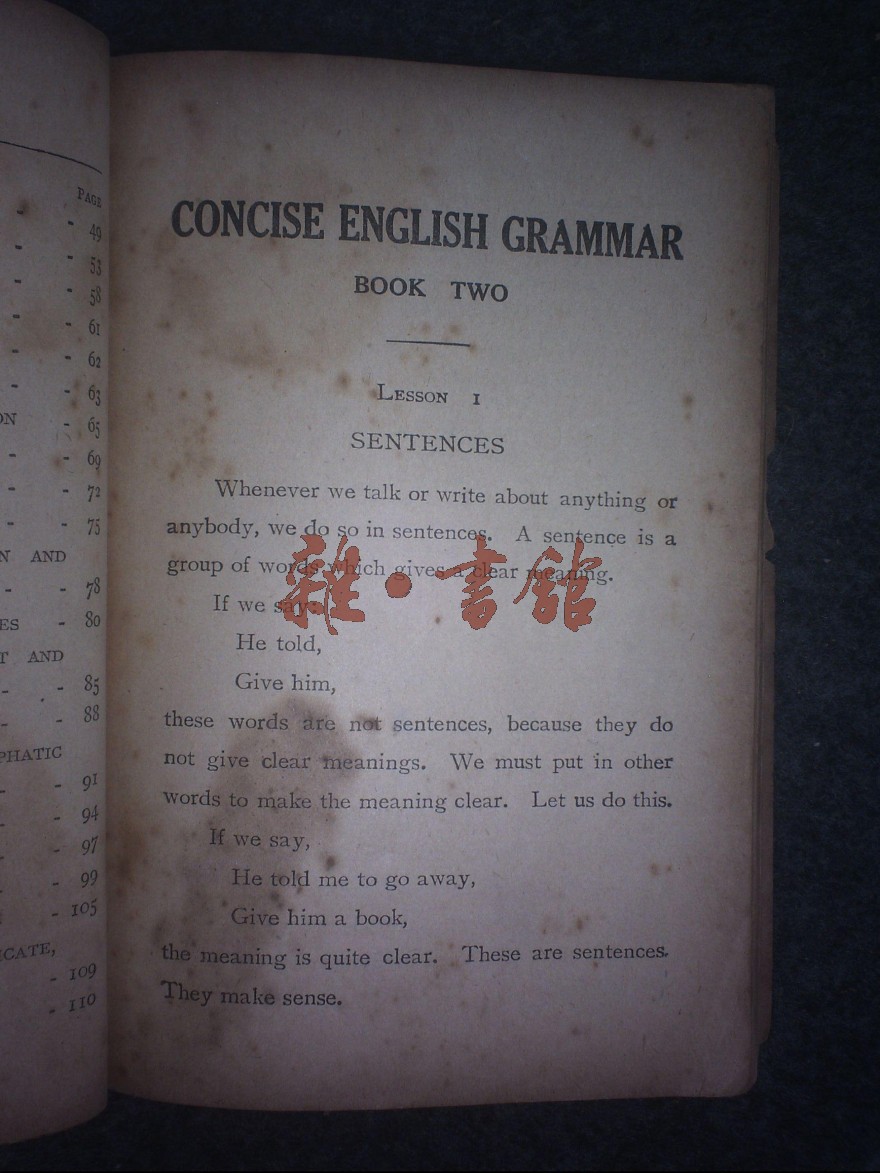 PAGE
- - 49
- - 53
- - 58
- - 61
- - 62
- - 63
ON - 65
- - 69
- - 72
- - 75
N AND
- - 78
ES - 80
T AND
- - 85
- - 88
PHATIC
- - 91
- - 94
- - 97
- - 99
- 105
ICATE,
- 109
- 110
CONCISE ENGLISH GRAMMAR
BOOK TWO
LESSON 1
SENTENCES
Whenever we talk or write about anything or
anybody, we do so in sentences. A sentence is a
group of words which gives a clear meaning.
If we say:
He told,
Give him,
these words are not sentences, because they do
not give clear meanings. We must put in other
words to make the meaning clear. Let us do this.
If we say,
He told me to go away,
Give him a book,
the meaning is quite clear. These are sentences.
They make sense.
雜·書館